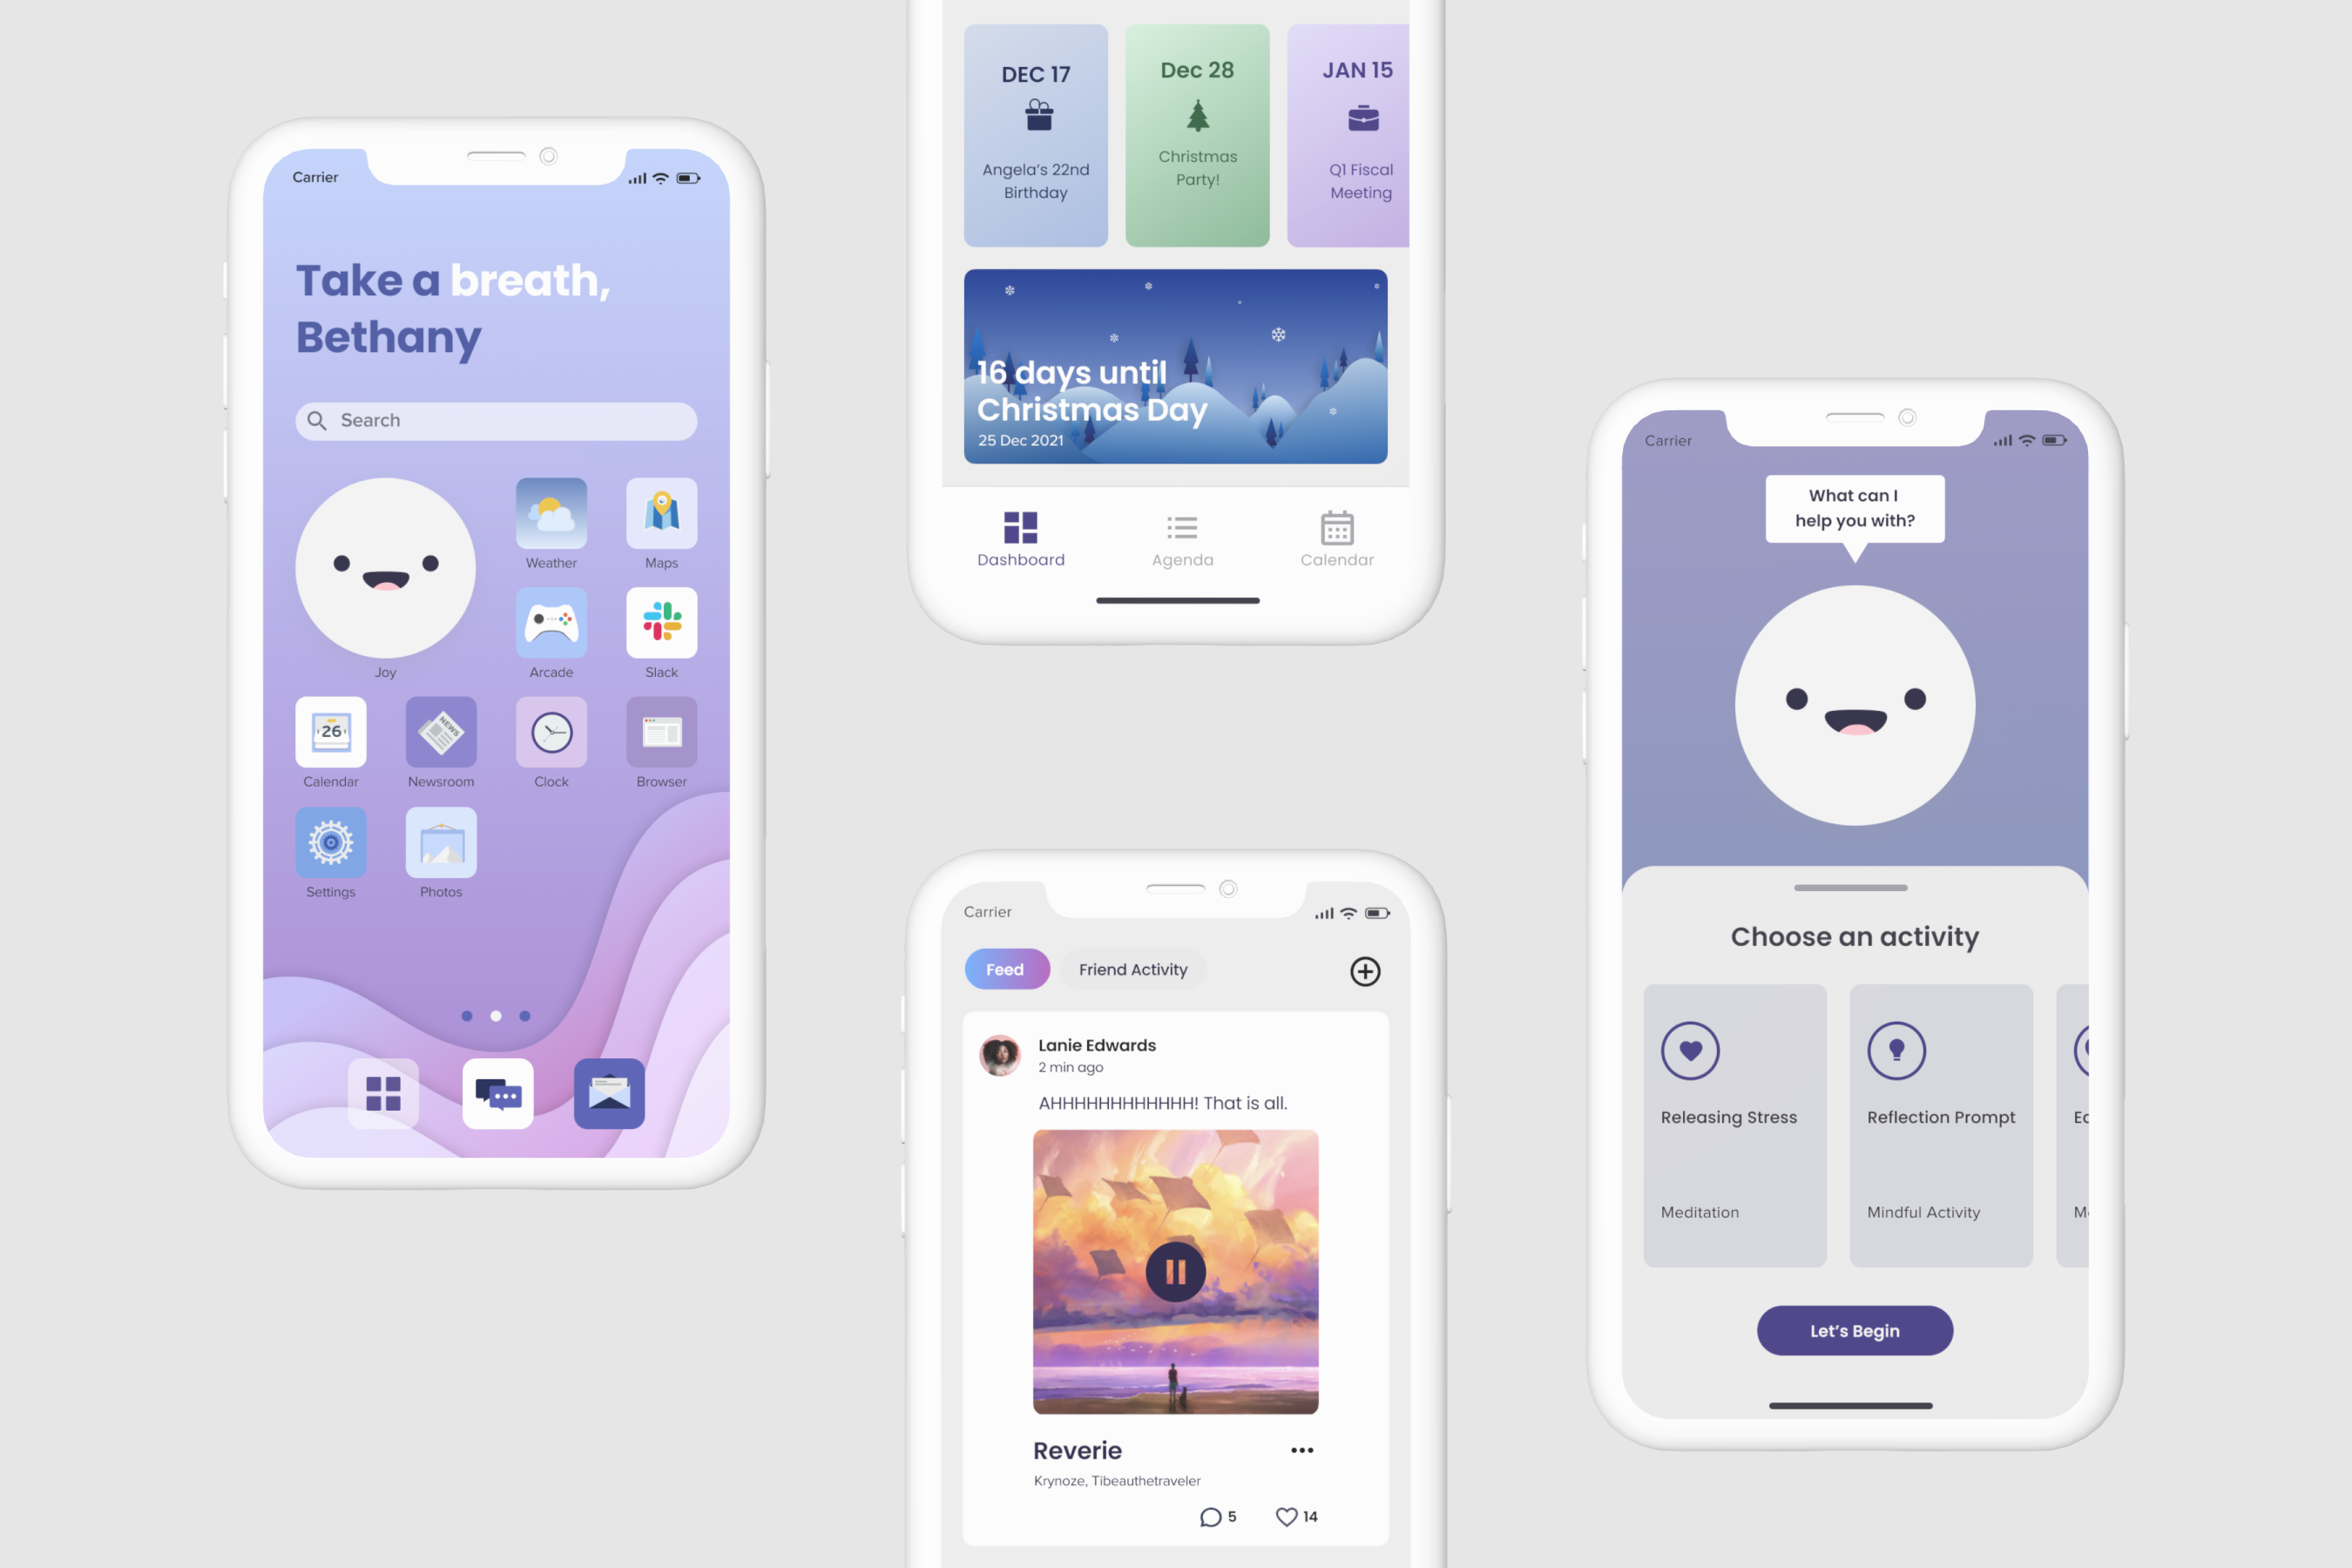 Carrier
Take a breath,
Bethany
Search
Weather
Maps
Joy
Arcade
Slack
26
NEWS
Calendar
Newsroom
Clock
Browser
Settings
Photos
DEC 17
Angela's 22nd
Birthday
Dec 28
Christmas
Party!
JAN 15
Q1 Fiscal
Meeting
16 days until
Christmas Day
25 Dec 2021
Dashboard
Agenda
Calendar
Carrier
Feed
Friend Activity
Lanie Edwards
2 min ago
AHHHHHHHHHHHH! That is all.
Reverie
Krynoze, Tibeauthetraveler
5
14
Carrier
What can I
help you with?
Choose an activity
Releasing Stress
Meditation
Reflection Prompt
Mindful Activity
Let's Begin